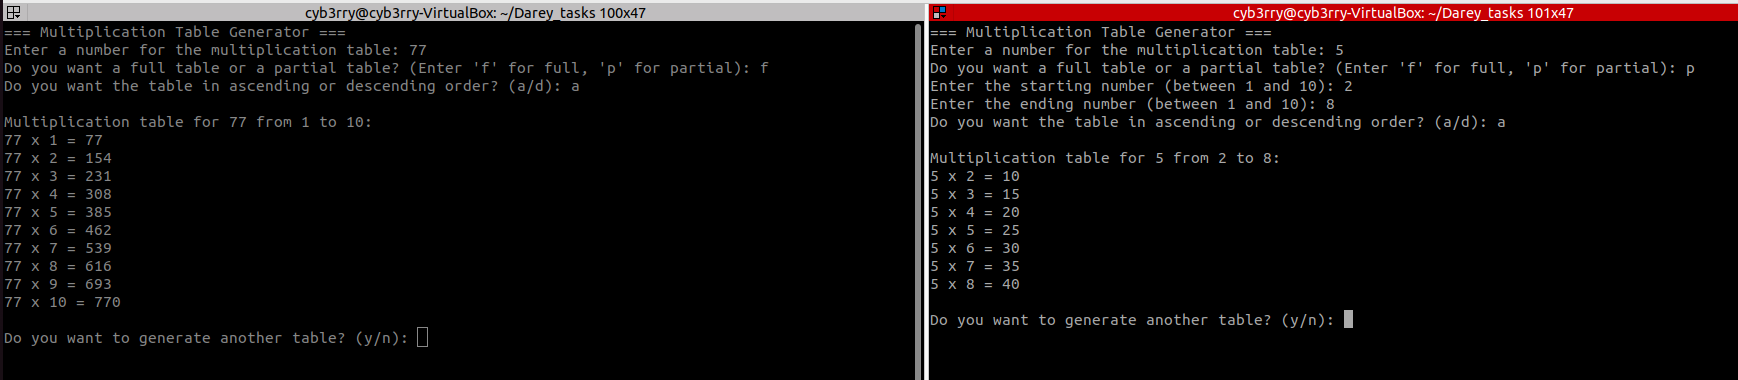 cyb3rry@cyb3rry-VirtualBox: ~/Darey_tasks 100x47
=== Multiplication Table Generator ===
Enter a number for the multiplication table: 77
Do you want a full table or a partial table? (Enter 'f' for full, 'p' for partial): f
Do you want the table in ascending or descending order? (a/d): a
Multiplication table for 77 from 1 to 10:
77 x 1 = 77
77 x 2 = 154
77 x 3 = 231
77 x 4 = 308
77 x 5 = 385
77 x 6 = 462
77 x 7 = 539
77 x 8 = 616
77 x 9 = 693
77 x 10 = 770
Do you want to generate another table? (y/n):
cyb3rry@cyb3rry-VirtualBox: ~/Darey_tasks 101x47
=== Multiplication Table Generator ===
Enter a number for the multiplication table: 5
Do you want a full table or a partial table? (Enter 'f' for full, 'p' for partial): p
Enter the starting number (between 1 and 10): 2
Enter the ending number (between 1 and 10): 8
Do you want the table in ascending or descending order? (a/d): a
Multiplication table for 5 from 2 to 8:
5 x 2 = 10
5 x 3 = 15
5 x 4 = 20
5 x 5 = 25
5 x 6 = 30
5 x 7 = 35
5 x 8 = 40
Do you want to generate another table? (y/n):